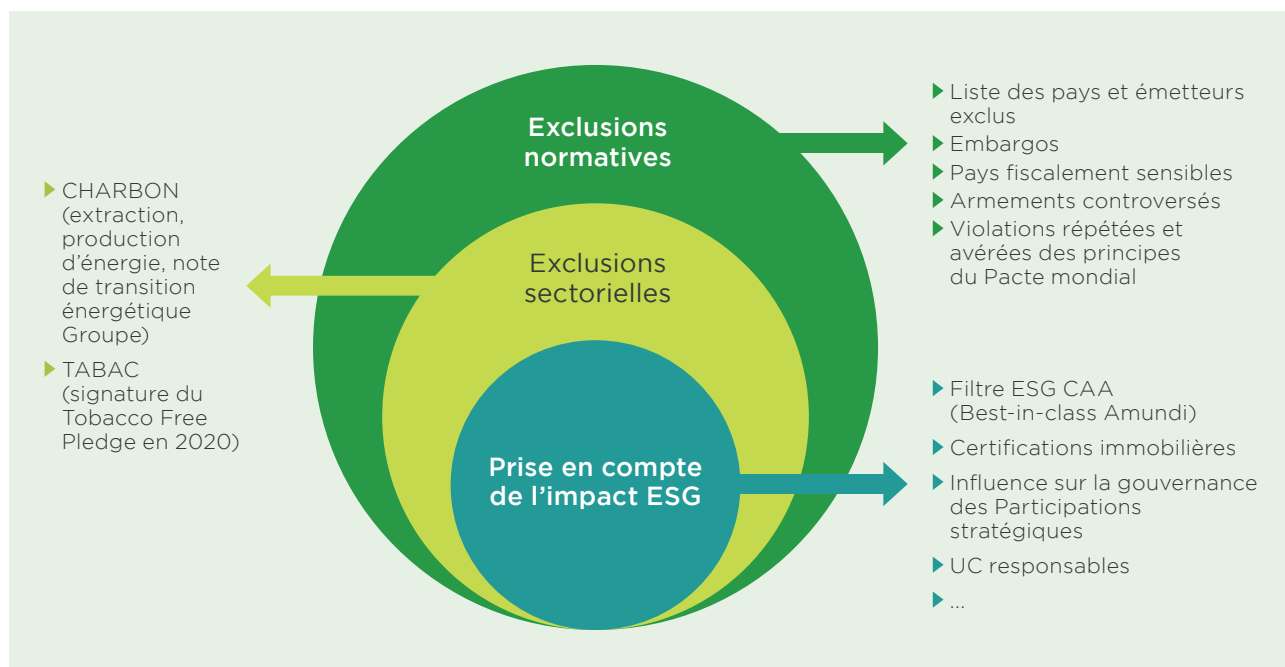 Exclusions
normatives
▶ Liste des pays et émetteurs
exclus
▶ Embargos
▶ Pays fiscalement sensibles
▶ Armements controversés
▶ Violations répétées et
avérées des principes
du Pacte mondial
Exclusions
sectorielles
▶ CHARBON
(extraction,
production
d’énergie, note
de transition
énergétique
Groupe)
▶ TABAC
(signature du
Tobacco Free
Pledge en 2020)
Prise en compte
de l’impact ESG
▶ Filtre ESG CAA
(Best-in-class Amundi)
▶ Certifications immobilières
▶ Influence sur la gouvernance
des Participations
stratégiques
▶ UC responsables
▶ ...